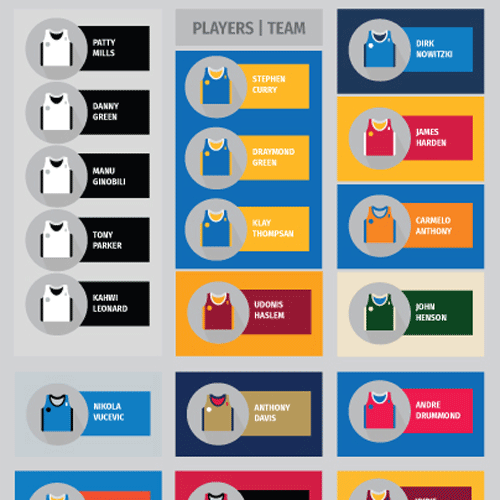 PLAYERS | TEAM
PATTY
MILLS
DANNY
GREEN
MANU
GINOBILI
TONY
PARKER
KAHWI
LEONARD
STEPHEN
CURRY
DRAYMOND
GREEN
KLAY
THOMPSAN
UDONIS
HASLEM
DIRK
NOWITZKI
JAMES
HARDEN
CARMELO
ANTHONY
JOHN
HENSON
NIKOLA
VUCEVIC
ANTHONY
DAVIS
ANDRE
DRUMMOND